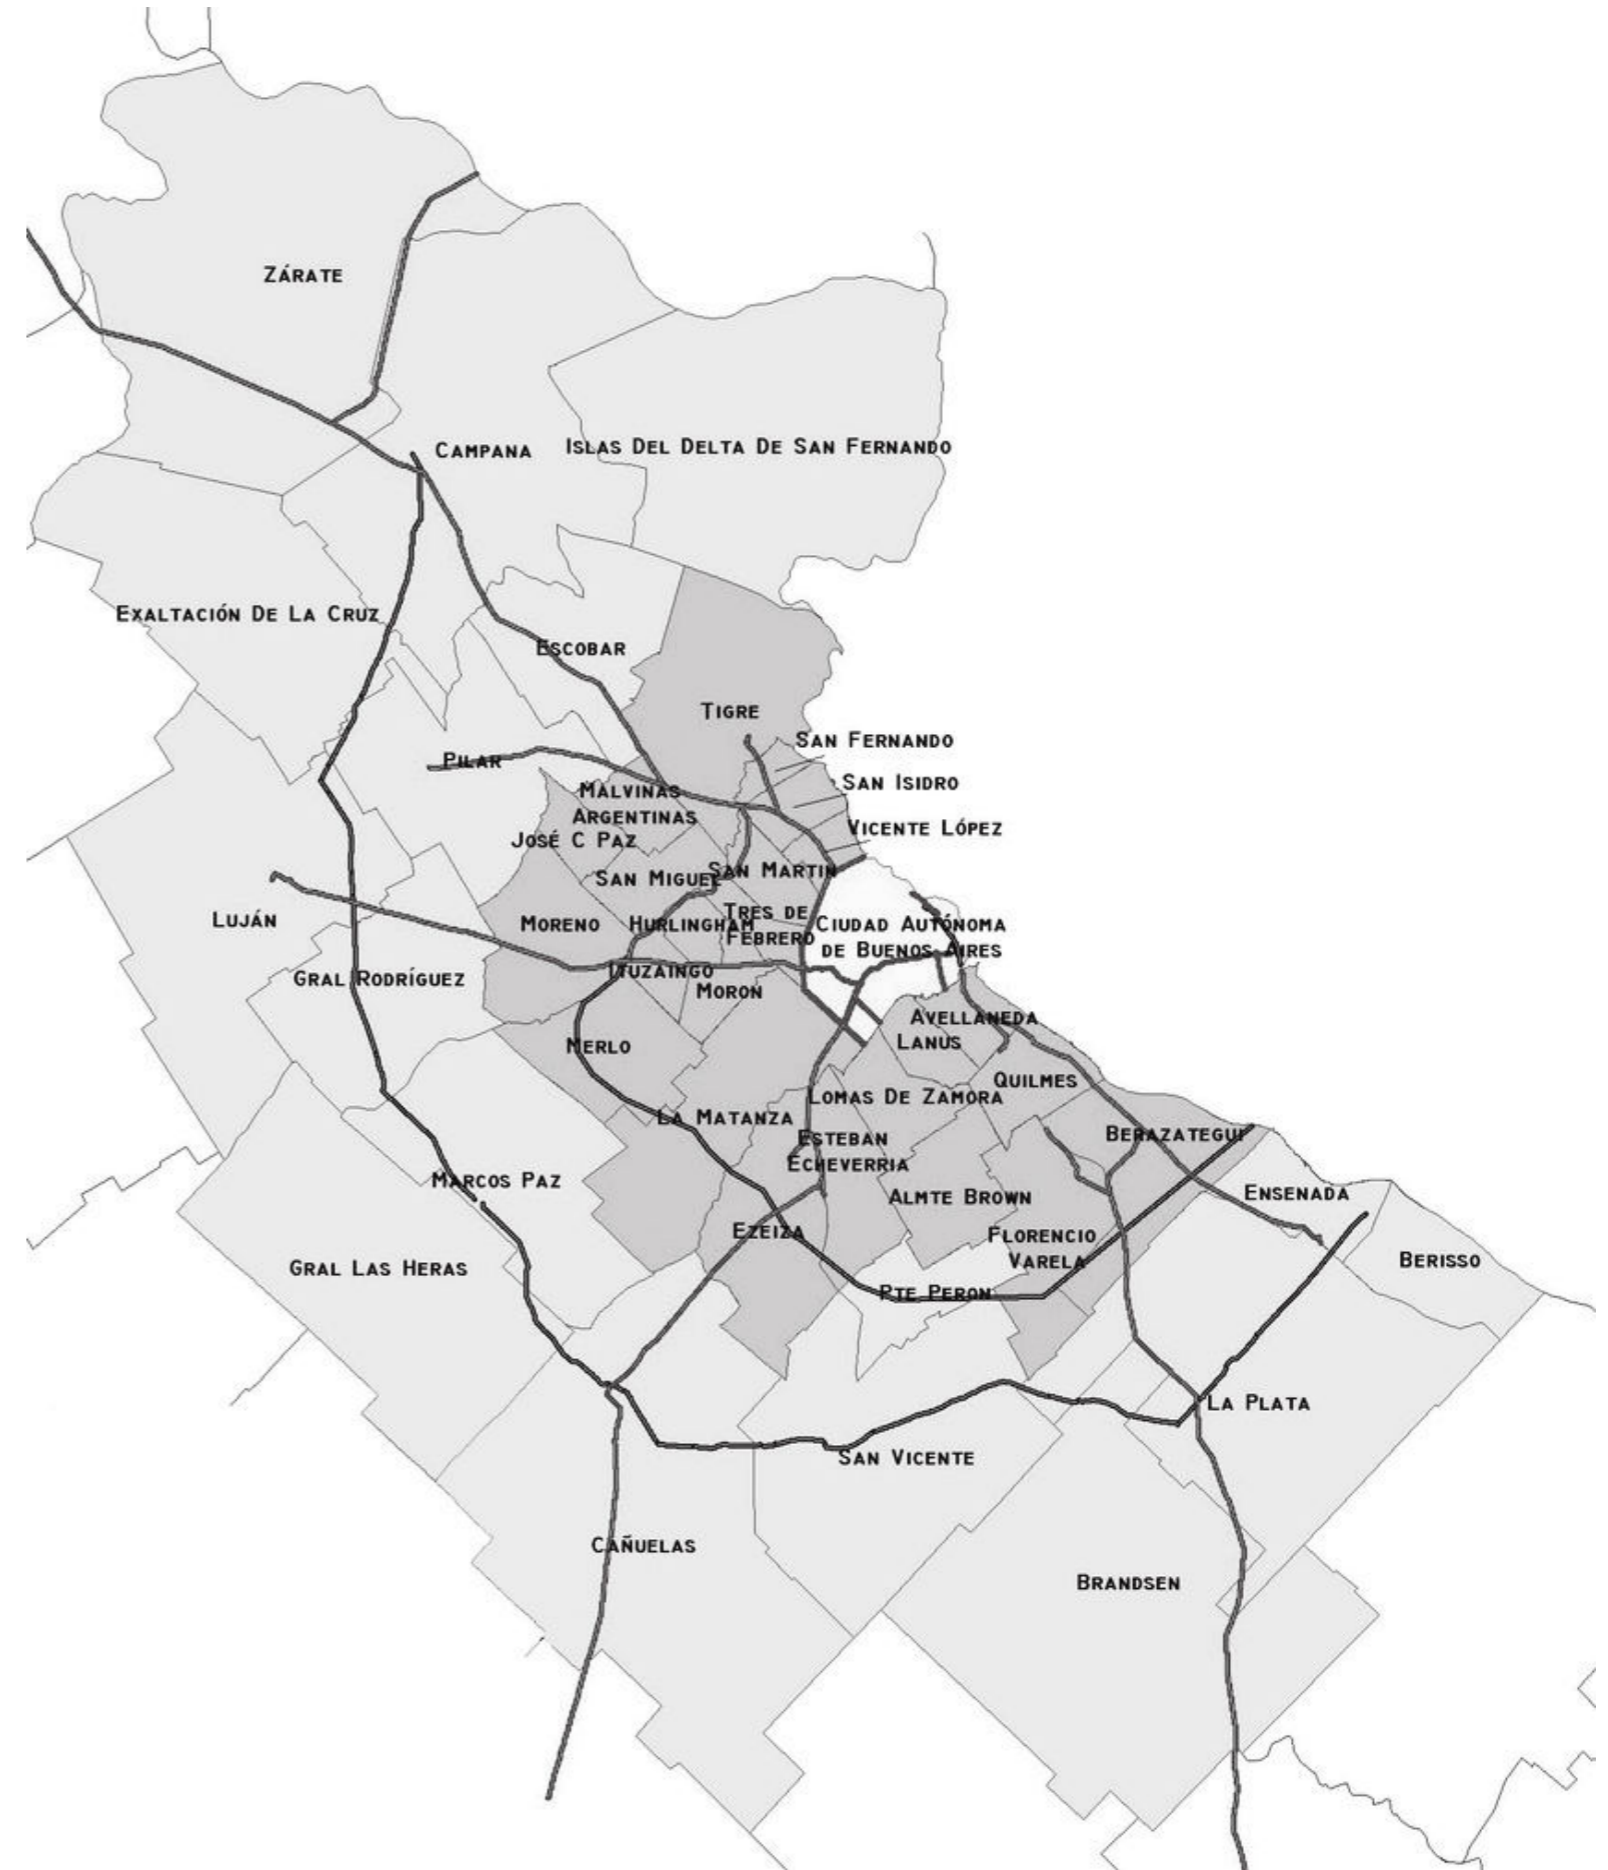 Zárate
Campana
Islas Del Delta De San Fernando
Exaltación De La Cruz
Escobar
Tigre
San Fernando
Pilar
San Isidro
Malvinas
Argentinas
Vicente López
José C Paz
San Miguel
San Martin
Luján
Moreno
Hurlingham
Tres de
Febrero
Ciudad Autónoma
de Buenos Aires
Gral Rodríguez
Ituzaingo
Moron
Avellaneda
Lanus
Merlo
Quilmes
Lomas De Zamora
La Matanza
Esteban
Echeverria
Berazategui
Marcos Paz
Almte Brown
Ensenada
Ezeiza
Florencio
Varela
Berisso
Gral Las Heras
Pte Peron
La Plata
San Vicente
Cañuelas
Brandsen